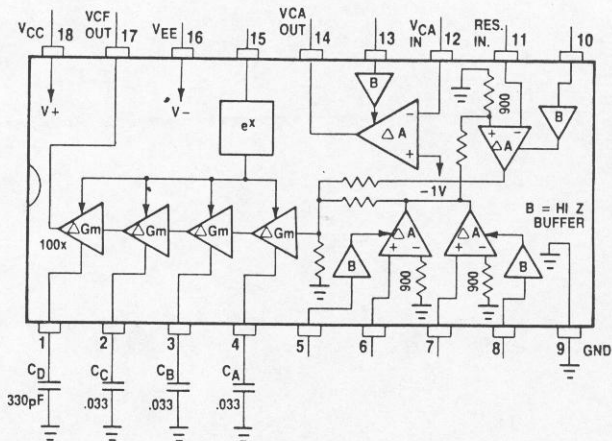 VCC
18
VCF
OUT
17
VEE
16
15
VCA
OUT
14
13
VCA
IN
12
RES.
IN.
11
10
V+
V-
B
- 
+
ΔA
-1V
900
+ -
ΔA
B
eˣ
100x
ΔGm
ΔGm
ΔGm
ΔGm
B = HI Z
BUFFER
B
+ -
ΔA
900
+ -
ΔA
900
B
1
2
3
4
5
6
7
8
9
GND
CD
330pF
CC
.033
CB
.033
CA
.033